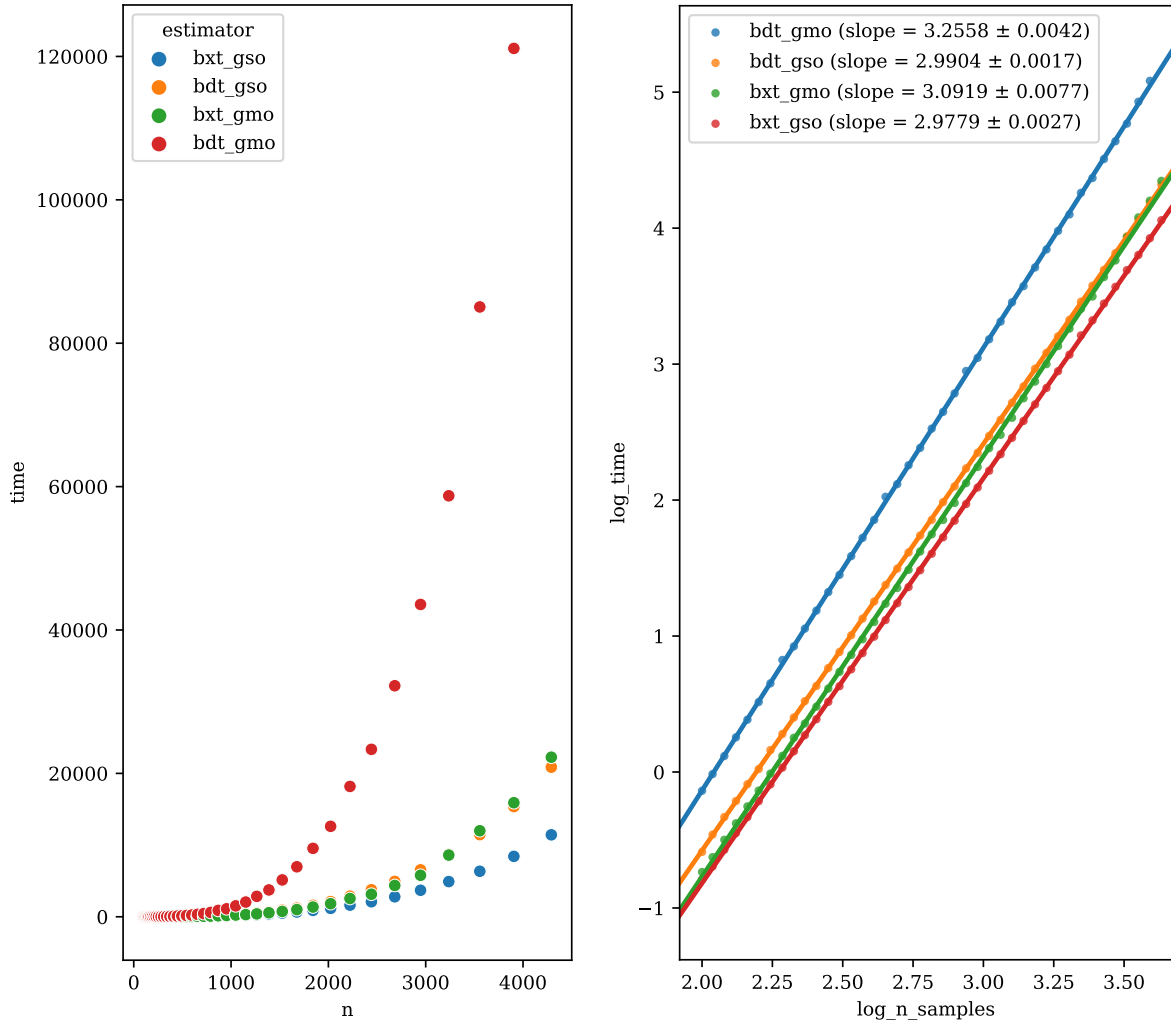 estimator
bxt_gso
bdt_gso
bxt_gmo
bdt_gmo
120000
100000
80000
60000
40000
20000
0
time
0
1000
2000
3000
4000
n
bdt_gmo (slope = 3.2558 ± 0.0042)
bdt_gso (slope = 2.9904 ± 0.0017)
bxt_gmo (slope = 3.0919 ± 0.0077)
bxt_gso (slope = 2.9779 ± 0.0027)
5
4
3
2
1
0
−1
log_time
2.00
2.25
2.50
2.75
3.00
3.25
3.50
log_n_samples